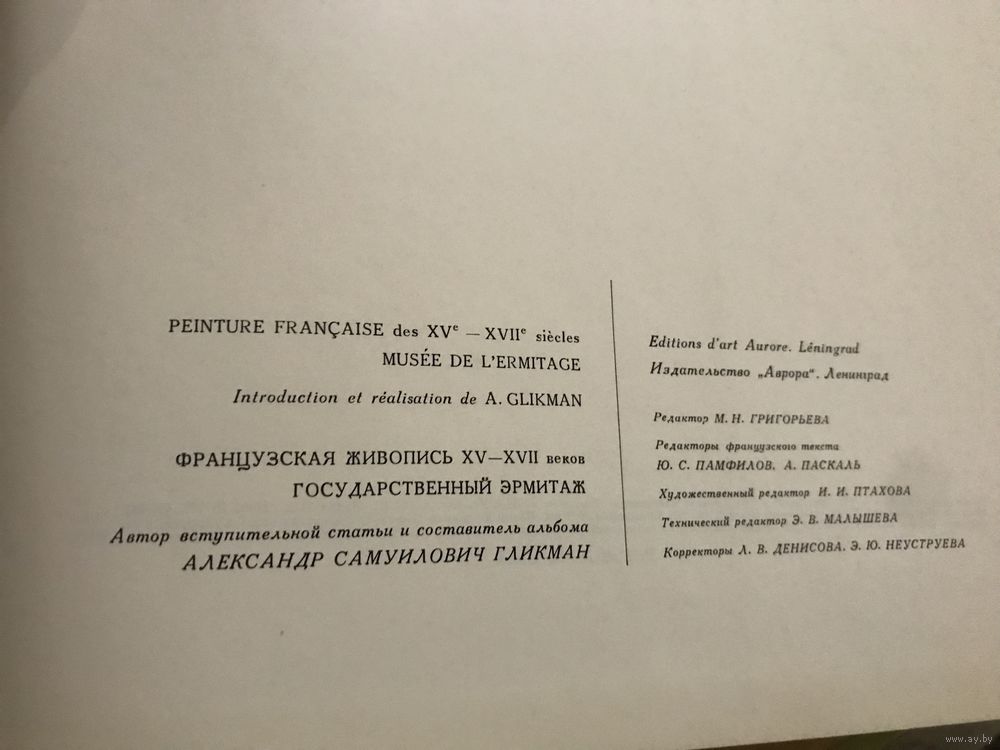 PEINTURE FRANÇAISE des XVe — XVIIe siècles
MUSÉE DE L'ERMITAGE
Introduction et réalisation de A. GLIKMAN
ФРАНЦУЗСКАЯ ЖИВОПИСЬ XV—XVII веков
ГОСУДАРСТВЕННЫЙ ЭРМИТАЖ
Автор вступительной статьи и составитель альбома
АЛЕКСАНДР САМУИЛОВИЧ ГЛИКМАН
Editions d'art Aurore. Léningrad
Издательство „Аврора". Ленинград
Редактор М. Н. ГРИГОРЬЕВА
Редакторы французского текста
Ю. С. ПАМФИЛОВ, А. ПАСКАЛЬ
Художественный редактор И. И. ПТАХОВА
Технический редактор Э. В. МАЛЫШЕВА
Корректоры Л. В. ДЕНИСОВА, Э. Ю. НЕУСТРУЕВА
www.ay.by